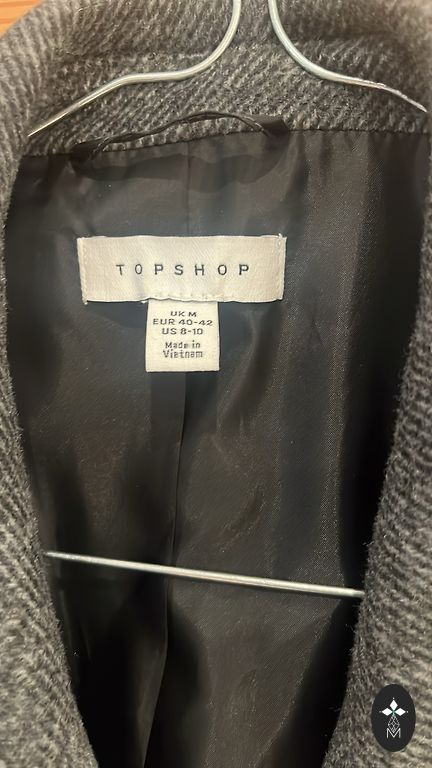 TOPSHOP
UK M
EUR 40-42
US 8-10
Made in
Vietnam
M